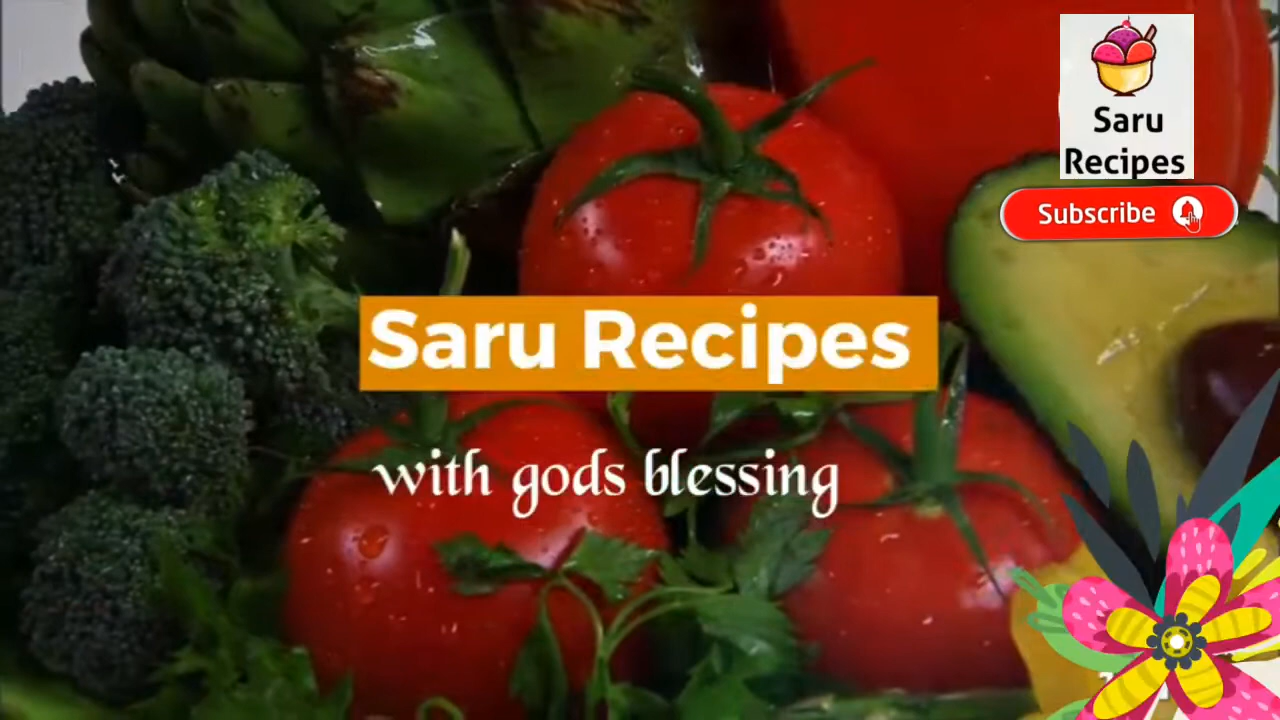 Saru
Recipes
Subscribe
Saru Recipes
with gods blessing